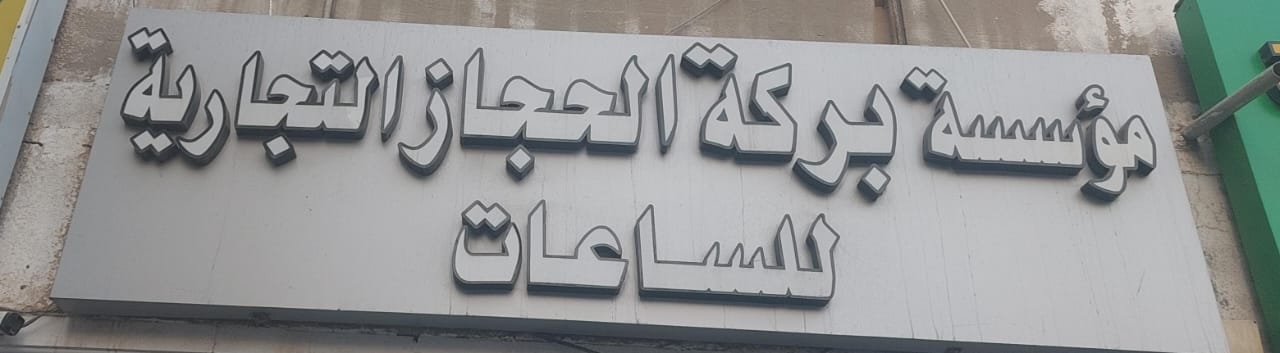 مؤسسة بركة الحجاز التجارية
للساعات